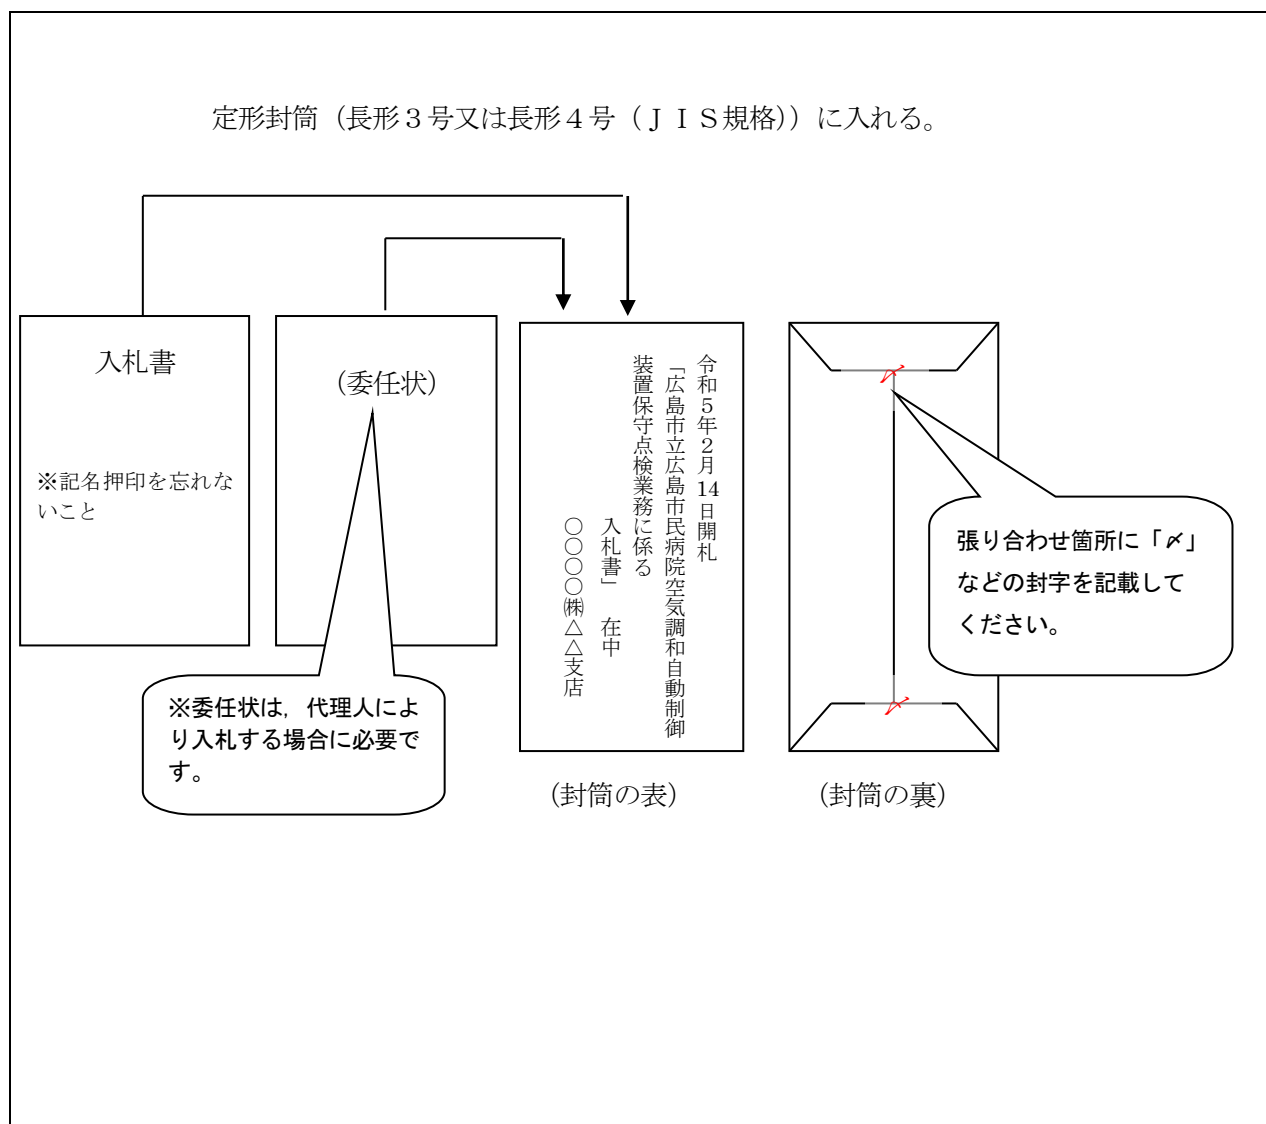 定形封筒（長形３号又は長形４号（ＪＩＳ規格））に入れる。
入札書
※記名押印を忘れな
いこと
（委任状）
※委任状は，代理人によ
り入札する場合に必要で
す。
令和５年２月14日開札
「広島市立広島市民病院空気調和自動制御
装置保守点検業務に係る
入札書」　在中
〇〇〇〇㈱△△支店
（封筒の表）
〆
張り合わせ箇所に「〆」
などの封字を記載して
ください。
〆
（封筒の裏）